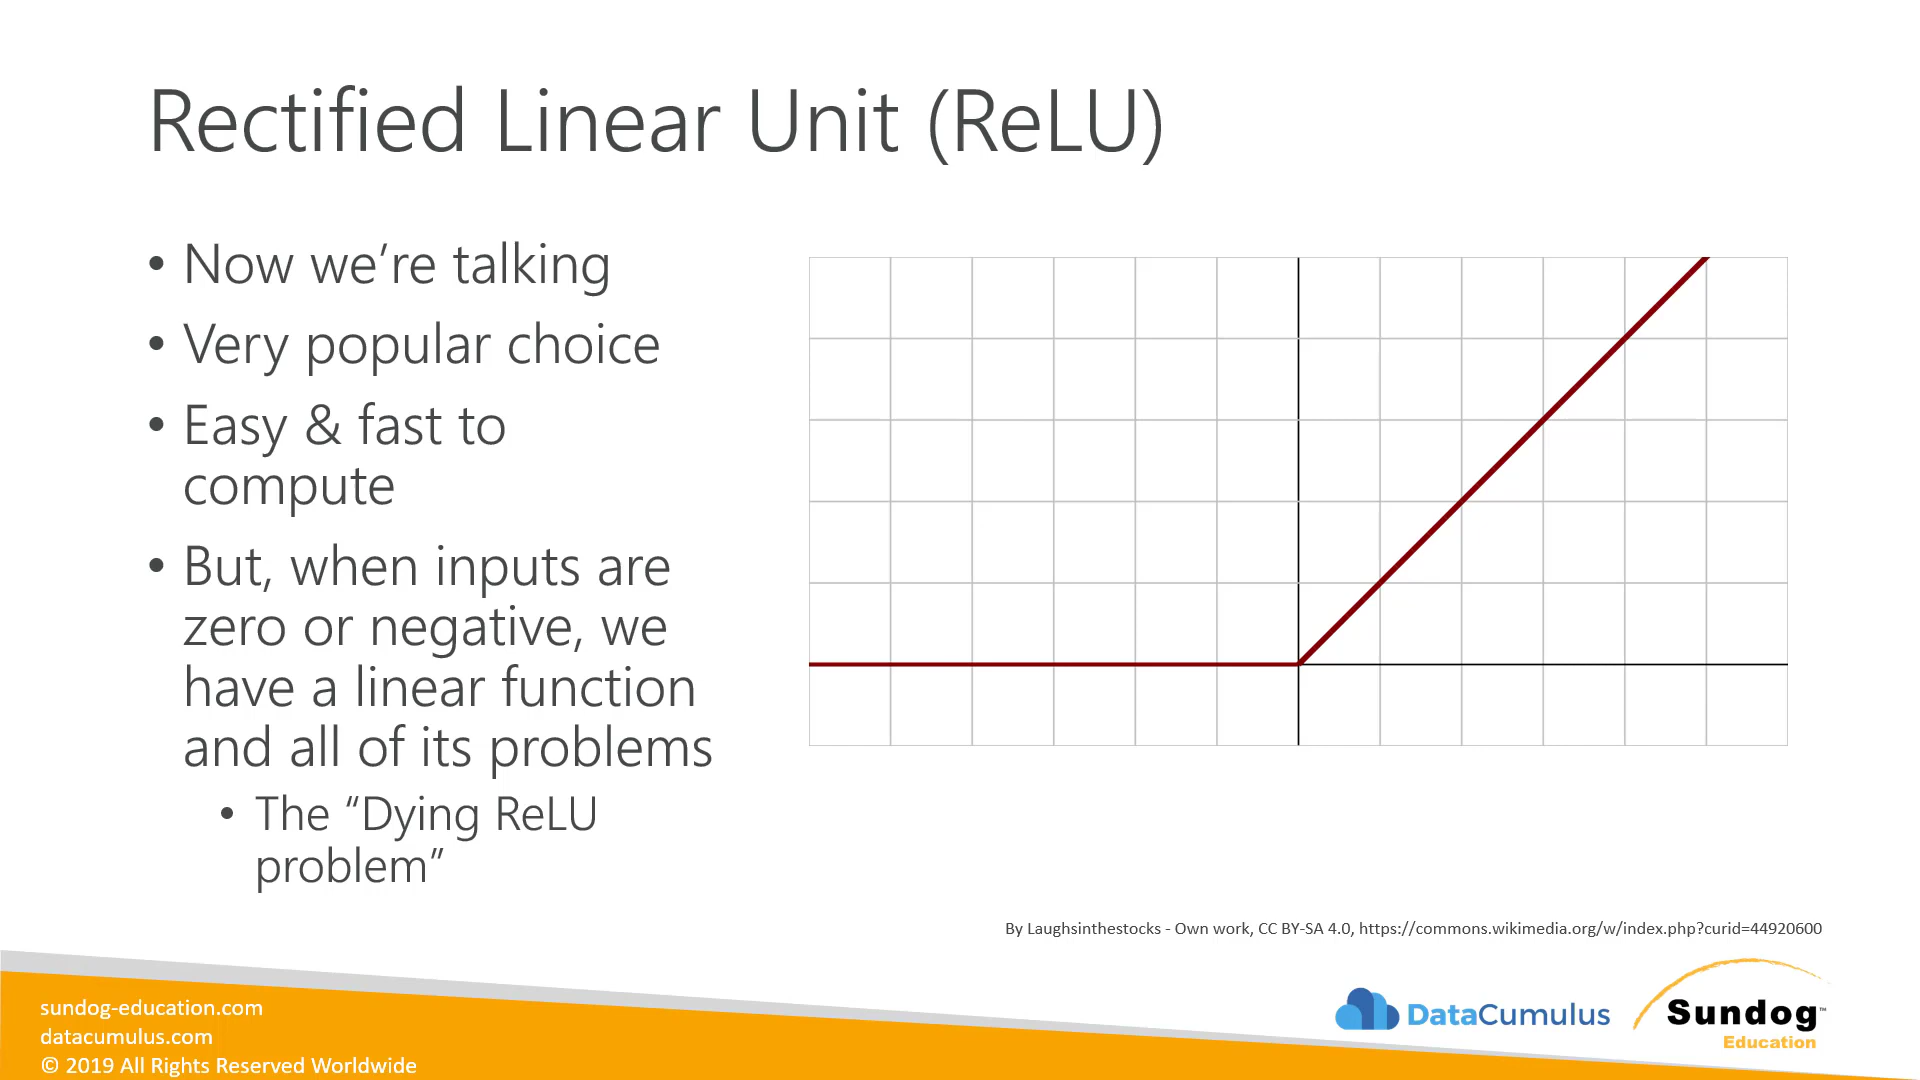 Rectified Linear Unit (ReLU)
• Now we’re talking
• Very popular choice
• Easy & fast to
compute
• But, when inputs are
zero or negative, we
have a linear function
and all of its problems
• The “Dying ReLU
problem”
By Laughsinthestocks - Own work, CC BY-SA 4.0, https://commons.wikimedia.org/w/index.php?curid=44920600
sundog-education.com
datacumulus.com
© 2019 All Rights Reserved Worldwide
DataCumulus
Sundog™
Education